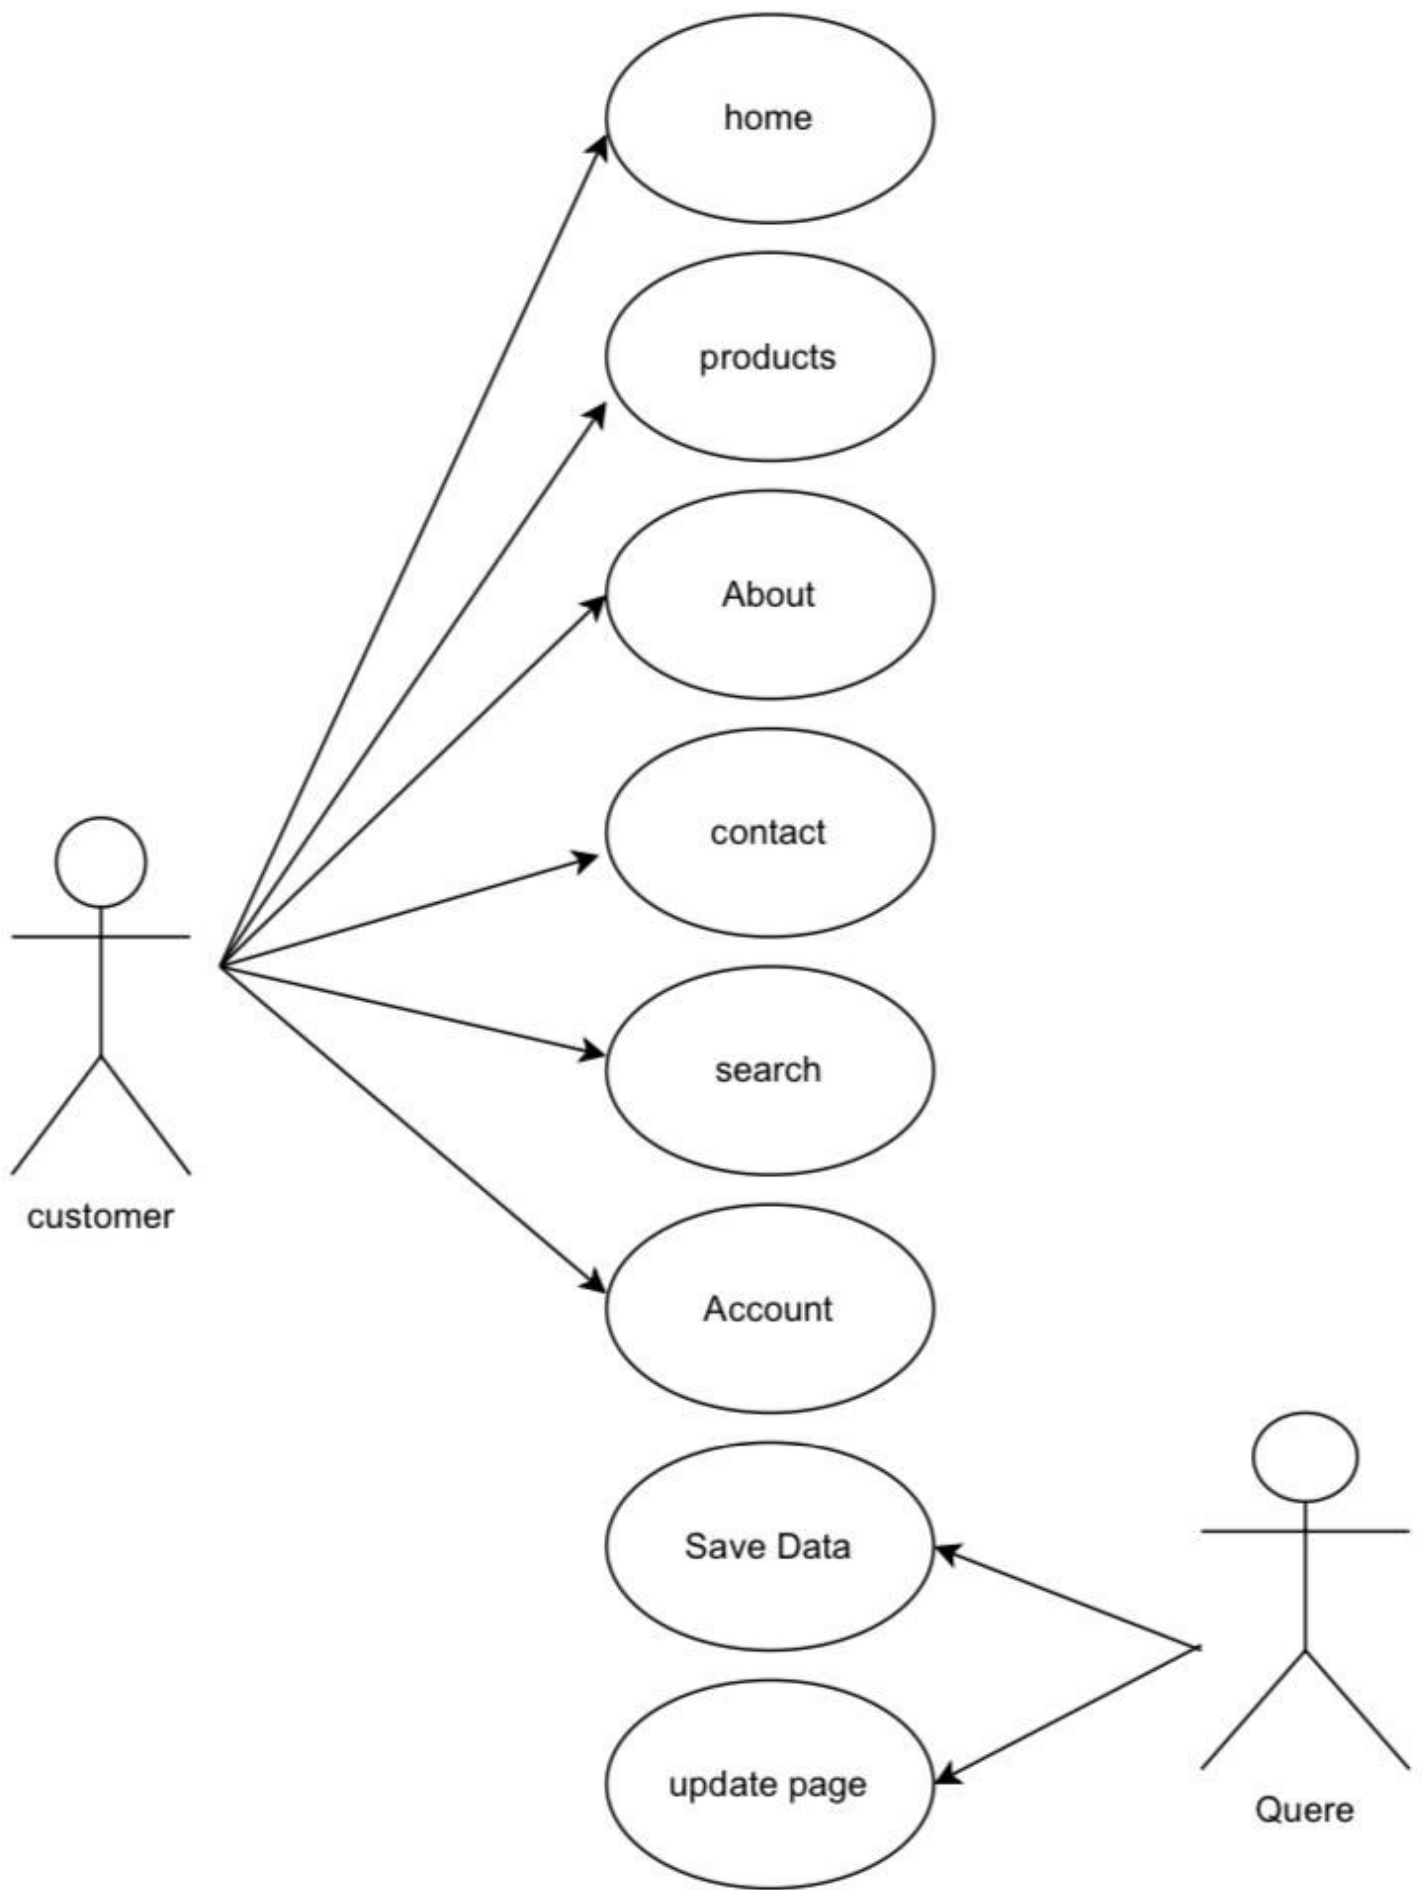 home
products
About
contact
search
customer
Account
Save Data
update page
Quere